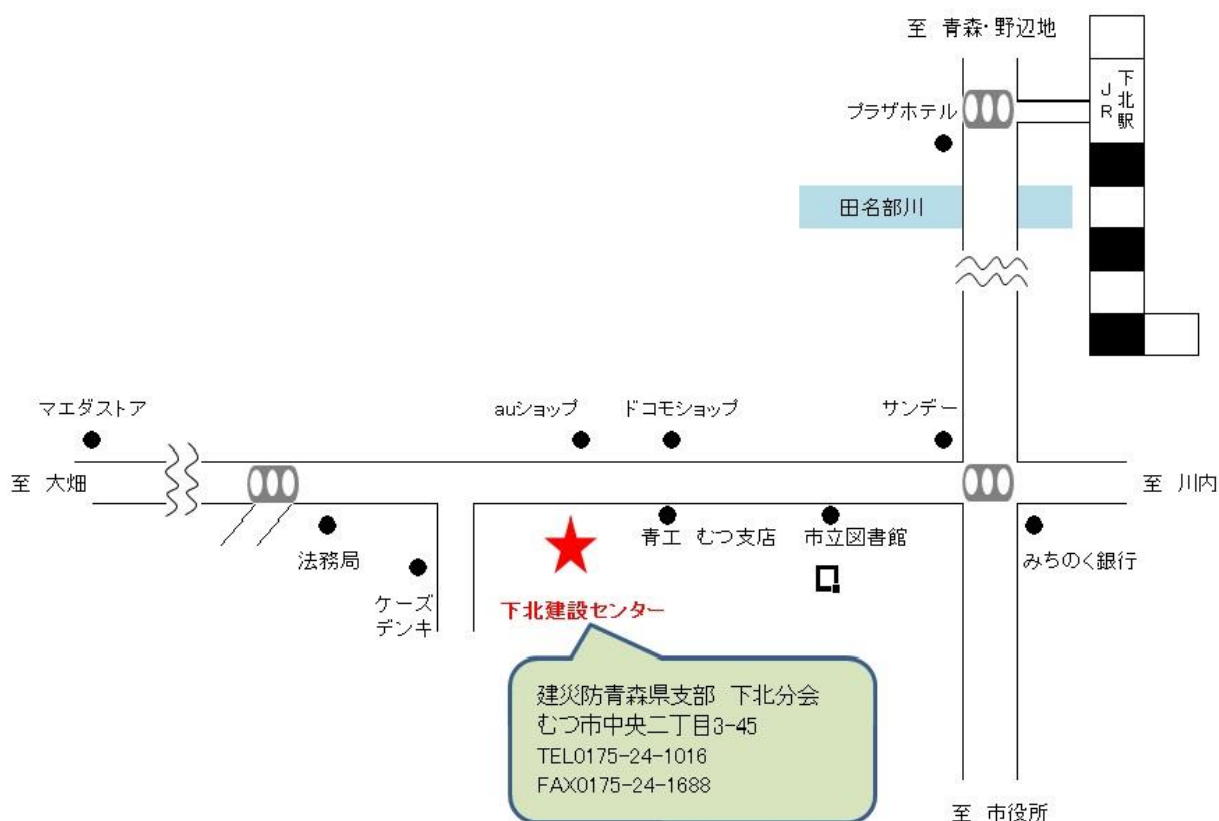 至 青森・野辺地
JR下北駅
プラザホテル
田名部川
マエダストア
auショップ
ドコモショップ
サンデー
至 大畑
至 川内
法務局
青工 むつ支店
市立図書館
みちのく銀行
ケーズ
デンキ
下北建設センター
建災防青森県支部 下北分会
むつ市中央二丁目3-45
TEL0175-24-1016
FAX0175-24-1688
至 市役所